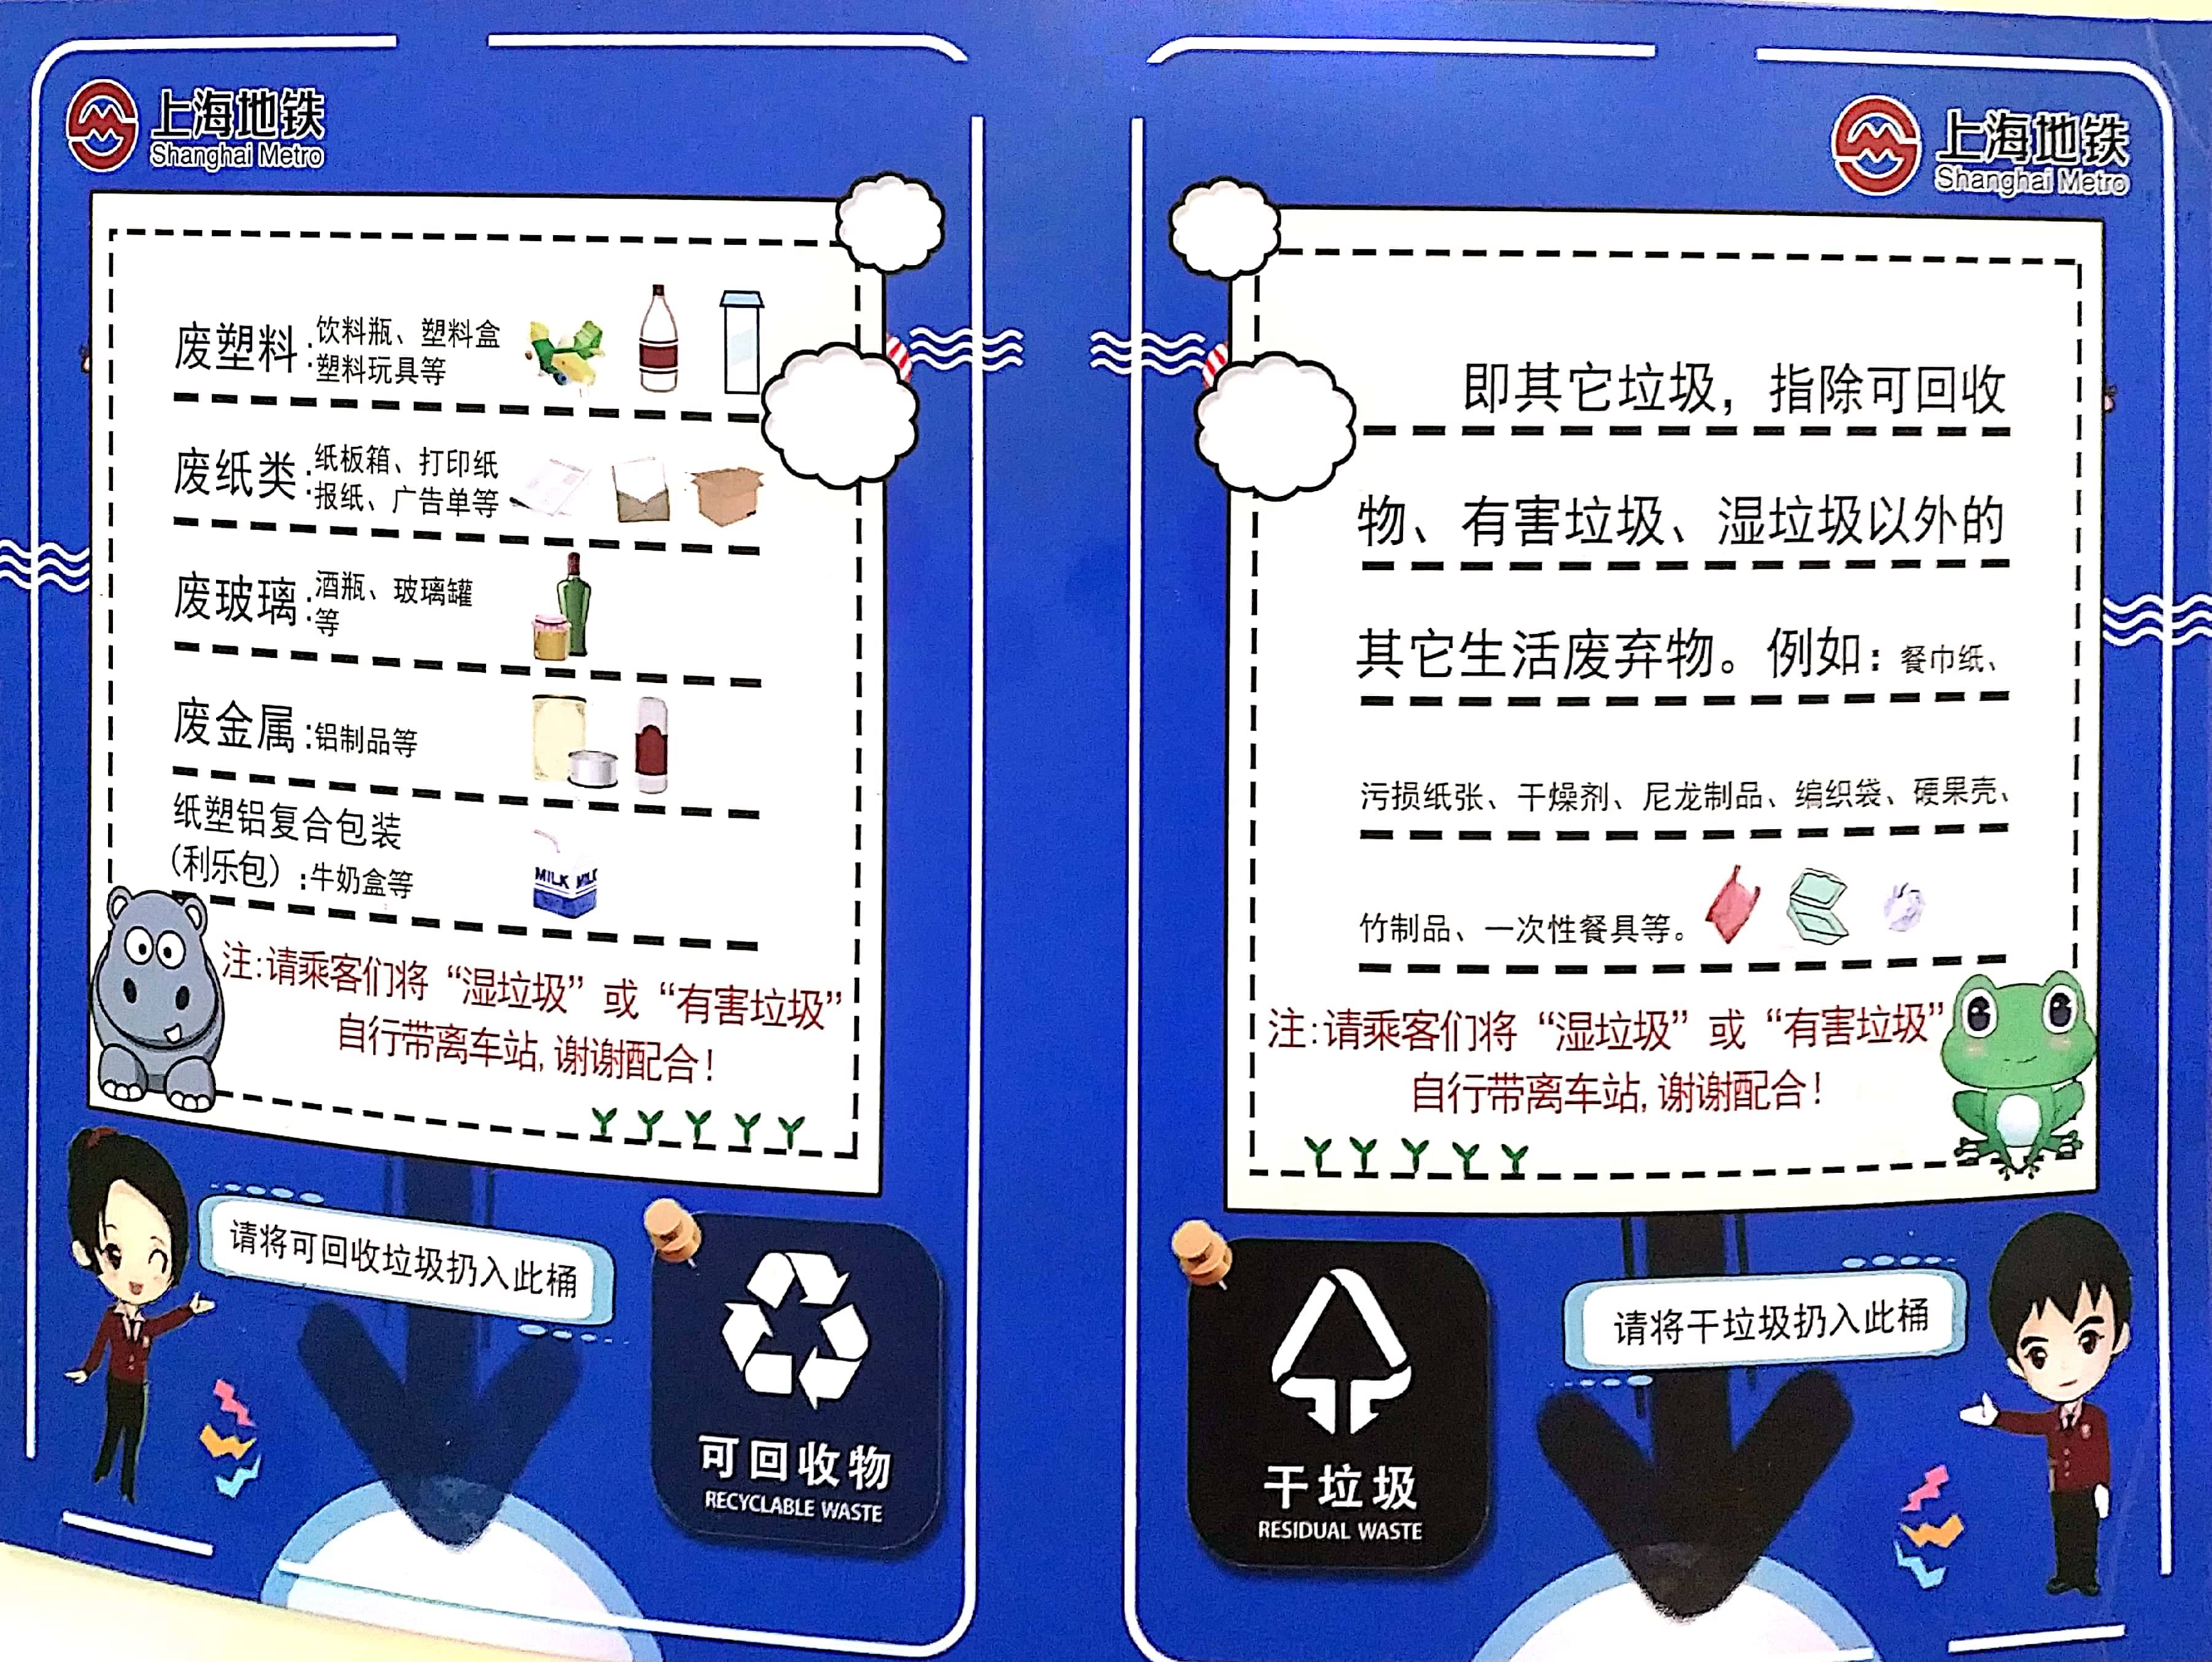 上海地铁
Shanghai Metro
废塑料:饮料瓶、塑料盒
塑料玩具等
废纸类:纸板箱、打印纸
报纸、广告单等
废玻璃:酒瓶、玻璃罐
等
废金属:铝制品等
纸塑铝复合包装
(利乐包):牛奶盒等
MILK MILK
注:请乘客们将“湿垃圾”或“有害垃圾”
自行带离车站,谢谢配合!
请将可回收垃圾扔入此桶
可回收物
RECYCLABLE WASTE
上海地铁
Shanghai Metro
即其它垃圾,指除可回收
物、有害垃圾、湿垃圾以外的
其它生活废弃物。例如:餐巾纸、
污损纸张、干燥剂、尼龙制品、编织袋、硬果壳、
竹制品、一次性餐具等。
注:请乘客们将“湿垃圾”或“有害垃圾”
自行带离车站,谢谢配合!
请将干垃圾扔入此桶
干垃圾
RESIDUAL WASTE